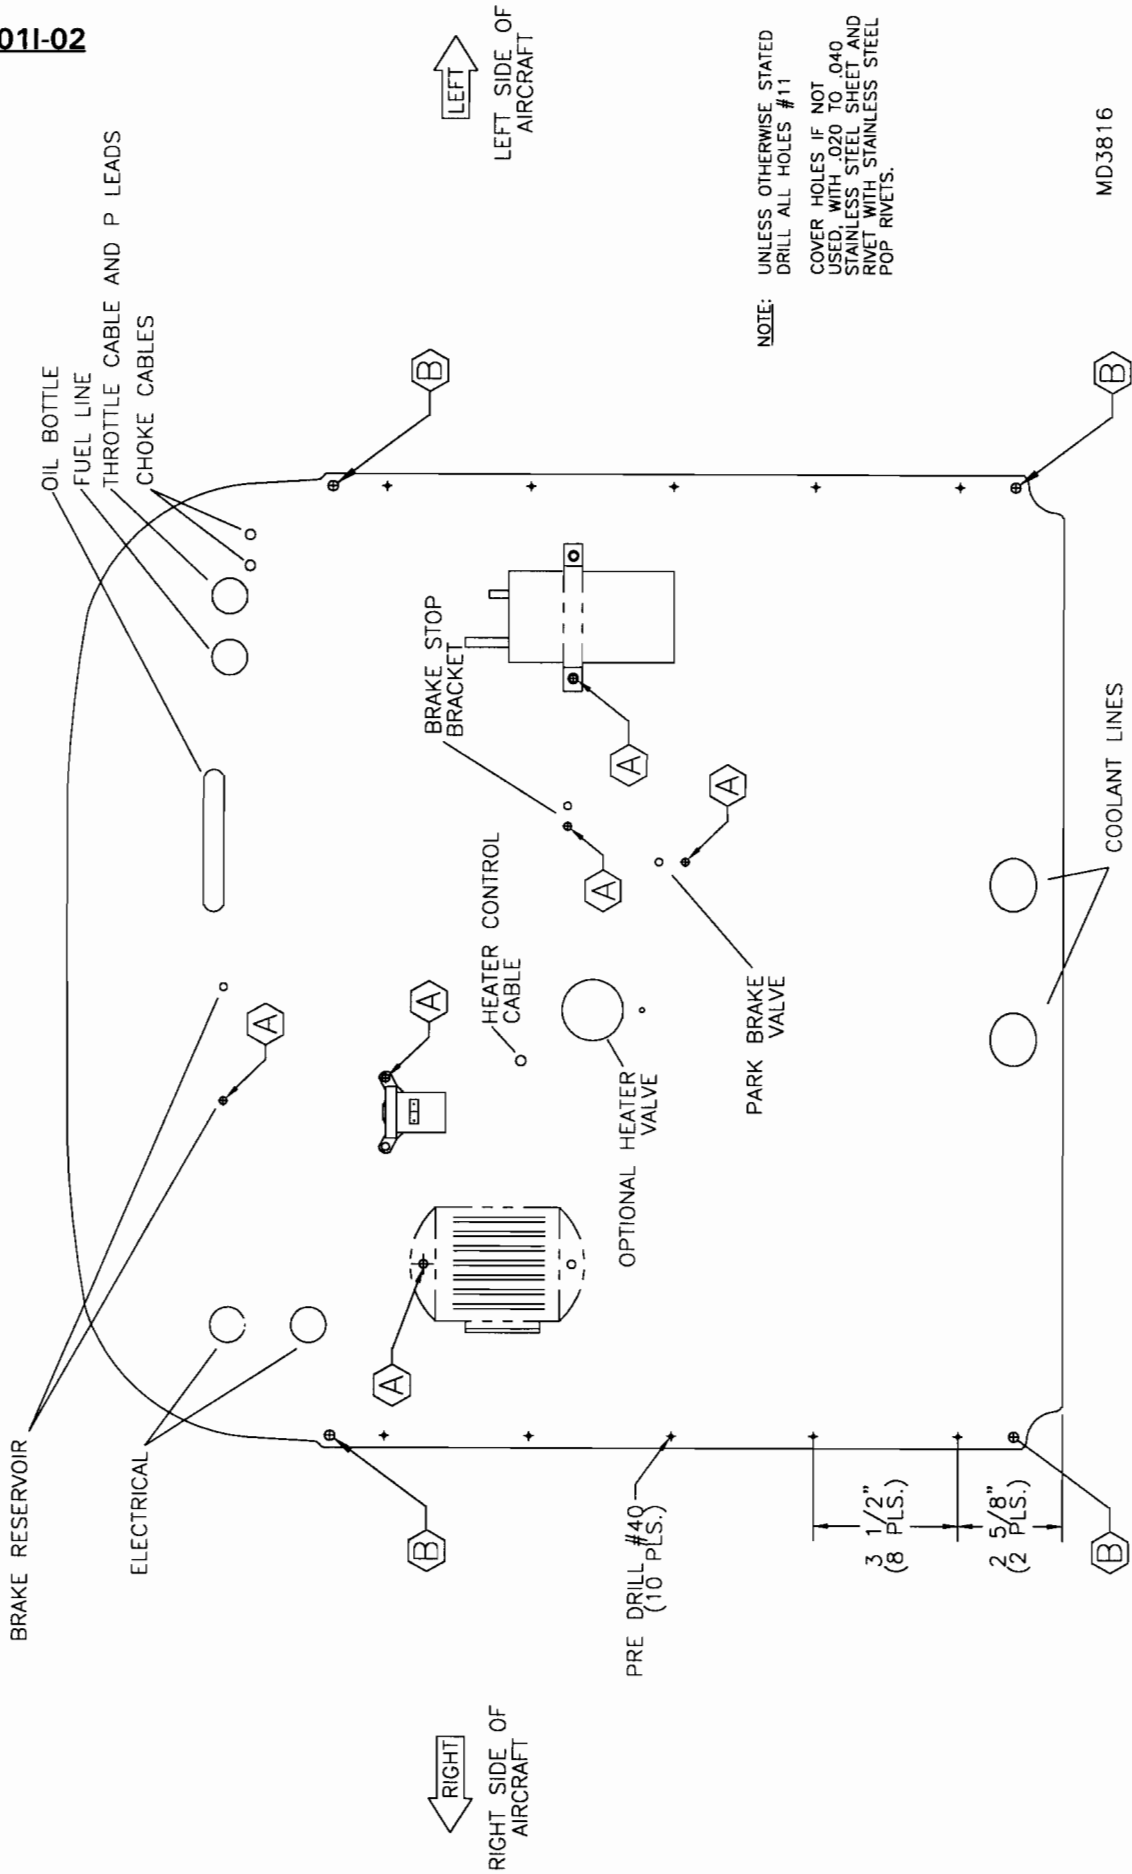 01I-02
BRAKE RESERVOIR
ELECTRICAL
OIL BOTTLE
FUEL LINE
THROTTLE CABLE AND P LEADS
CHOKE CABLES
RIGHT
RIGHT SIDE OF
AIRCRAFT
LEFT
LEFT SIDE OF
AIRCRAFT
B
B
A
A
A
HEATER CONTROL
CABLE
BRAKE STOP
BRACKET
A
A
A
OPTIONAL HEATER
VALVE
PARK BRAKE
VALVE
PRE DRILL #40
(10 PLS.)
3 1/2"
(8 PLS.)
2 5/8"
(2 PLS.)
B
B
COOLANT LINES
NOTE: UNLESS OTHERWISE STATED
DRILL ALL HOLES #11
COVER HOLES IF NOT
USED, WITH .020 TO .040
STAINLESS STEEL SHEET AND
RIVET WITH STAINLESS STEEL
POP RIVETS.
MD3816